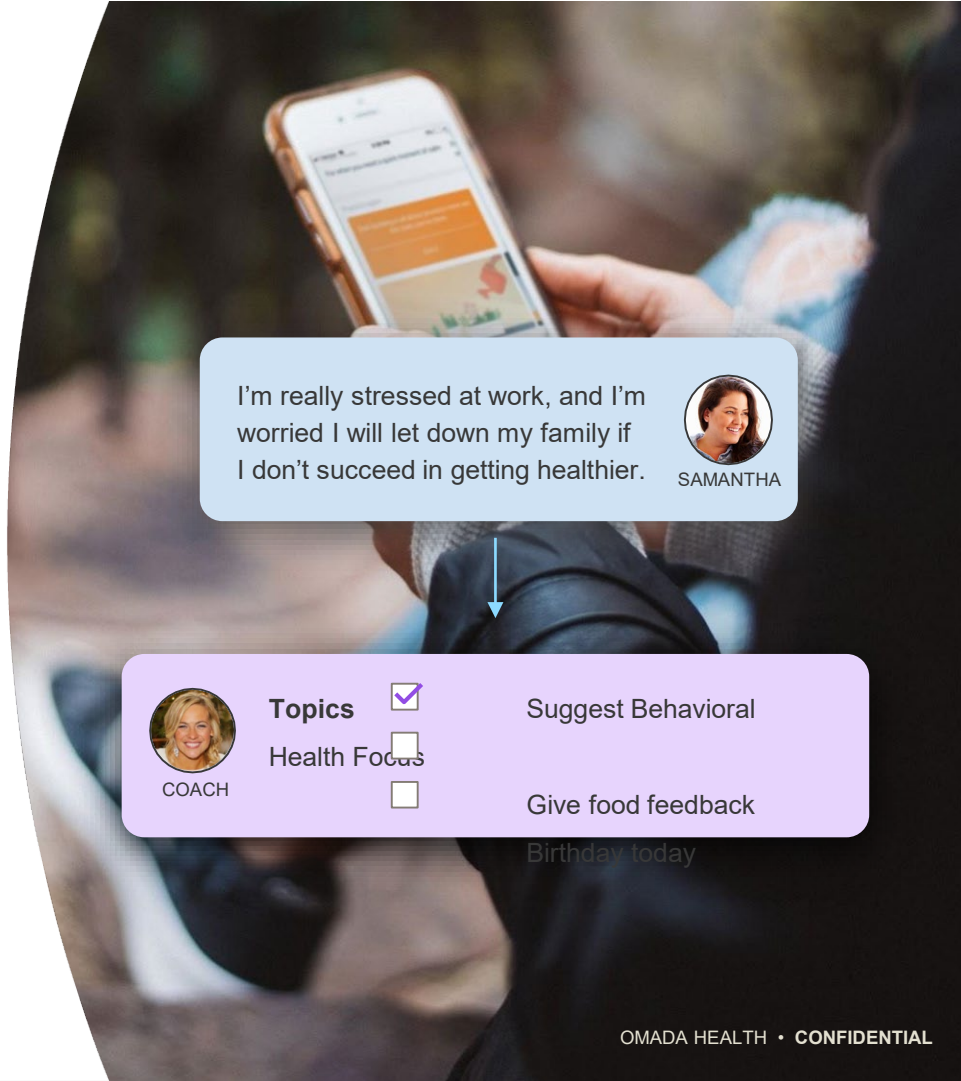 I’m really stressed at work, and I’m
worried I will let down my family if
I don’t succeed in getting healthier.
SAMANTHA
Topics
Suggest Behavioral
Health Focus
COACH
Give food feedback
Birthday today
OMADA HEALTH • CONFIDENTIAL